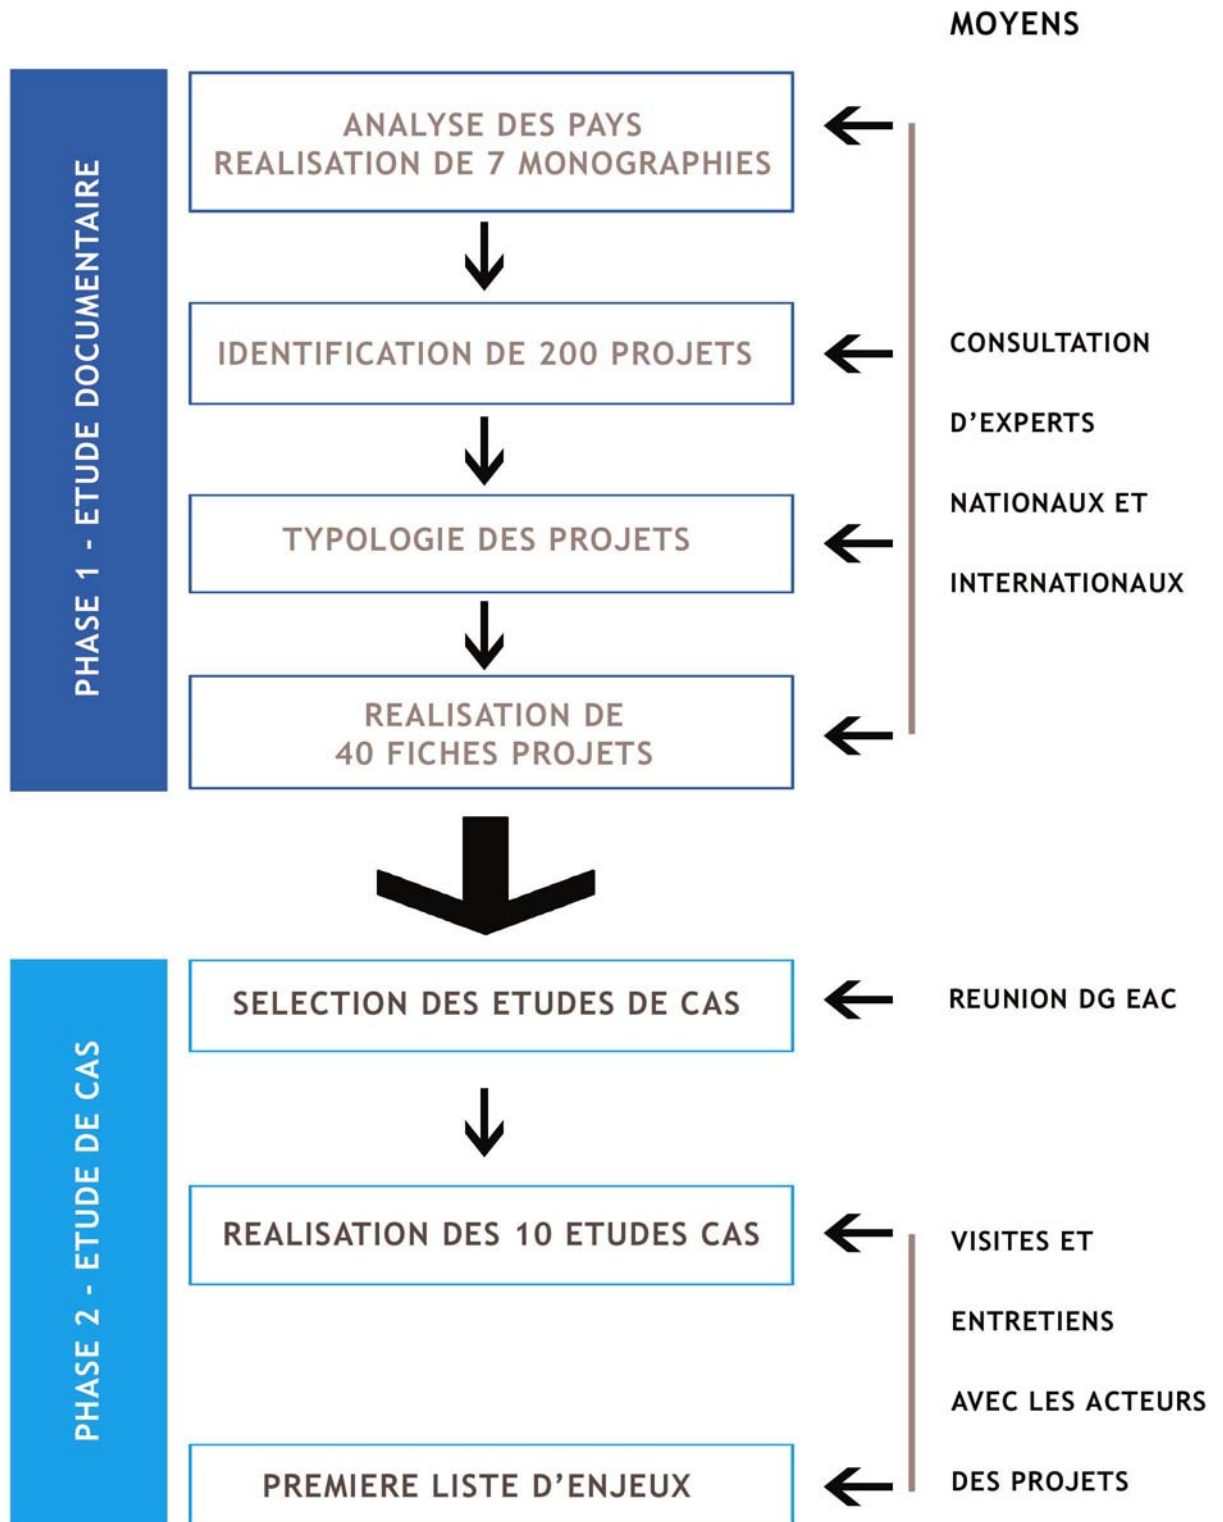 MOYENS
PHASE 1 - ETUDE DOCUMENTAIRE
ANALYSE DES PAYS
REALISATION DE 7 MONOGRAPHIES
IDENTIFICATION DE 200 PROJETS
TYPOLOGIE DES PROJETS
REALISATION DE
40 FICHES PROJETS
CONSULTATION
D'EXPERTS
NATIONAUX ET
INTERNATIONAUX
PHASE 2 - ETUDE DE CAS
SELECTION DES ETUDES DE CAS
REUNION DG EAC
REALISATION DES 10 ETUDES CAS
PREMIERE LISTE D'ENJEUX
VISITES ET
ENTRETIENS
AVEC LES ACTEURS
DES PROJETS